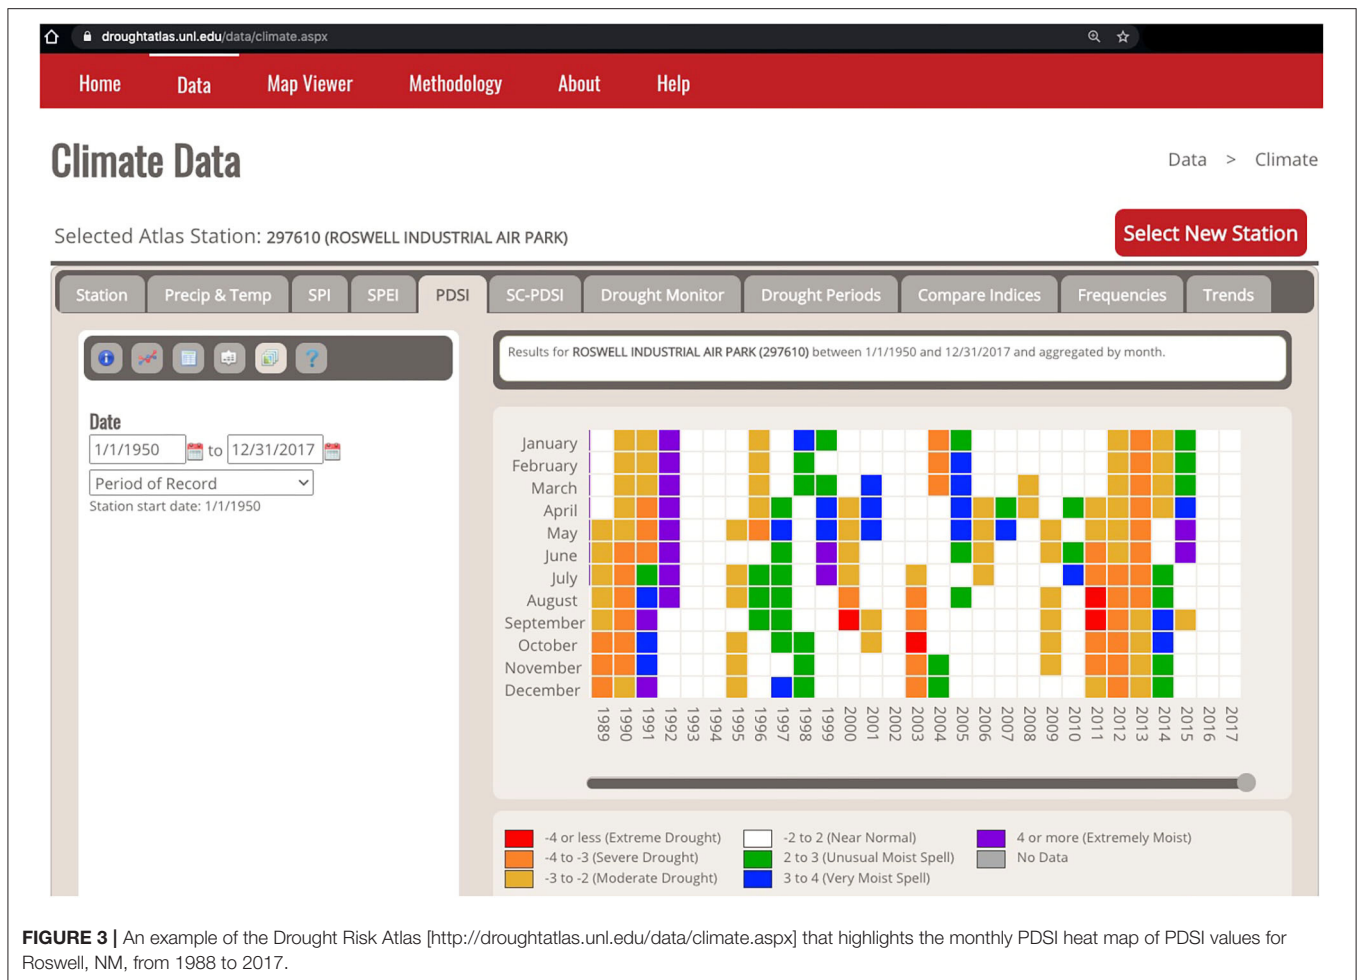 droughtatlas.unl.edu/data/climate.aspx
Home Data Map Viewer Methodology About Help
Climate Data
Data > Climate
Selected Atlas Station: 297610 (ROSWELL INDUSTRIAL AIR PARK)
Select New Station
Station Precip & Temp SPI SPEI PDSI SC-PDSI Drought Monitor Drought Periods Compare Indices Frequencies Trends
Results for ROSWELL INDUSTRIAL AIR PARK (297610) between 1/1/1950 and 12/31/2017 and aggregated by month.
Date
1/1/1950 to 12/31/2017
Period of Record
Station start date: 1/1/1950
January
February
March
April
May
June
July
August
September
October
November
December
1989 1990 1991 1992 1993 1994 1995 1996 1997 1998 1999 2000 2001 2002 2003 2004 2005 2006 2007 2008 2009 2010 2011 2012 2013 2014 2015 2016 2017
-4 or less (Extreme Drought) -2 to 2 (Near Normal) 4 or more (Extremely Moist)
-4 to -3 (Severe Drought) 2 to 3 (Unusual Moist Spell) No Data
-3 to -2 (Moderate Drought) 3 to 4 (Very Moist Spell)
FIGURE 3 | An example of the Drought Risk Atlas [http://droughtatlas.unl.edu/data/climate.aspx] that highlights the monthly PDSI heat map of PDSI values for
Roswell, NM, from 1988 to 2017.